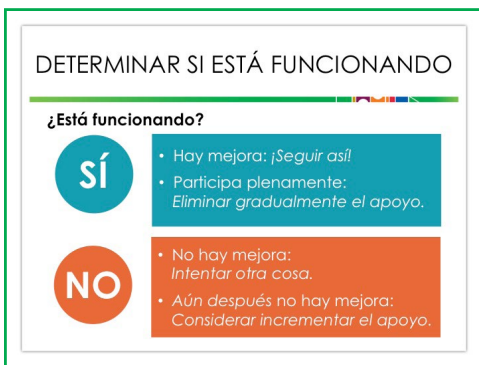 DETERMINAR SI ESTÁ FUNCIONANDO
¿Está funcionando?
SÍ
• Hay mejora: ¡Seguir así!
• Participa plenamente:
Eliminar gradualmente el apoyo.
NO
• No hay mejora:
Intentar otra cosa.
• Aún después no hay mejora:
Considerar incrementar el apoyo.